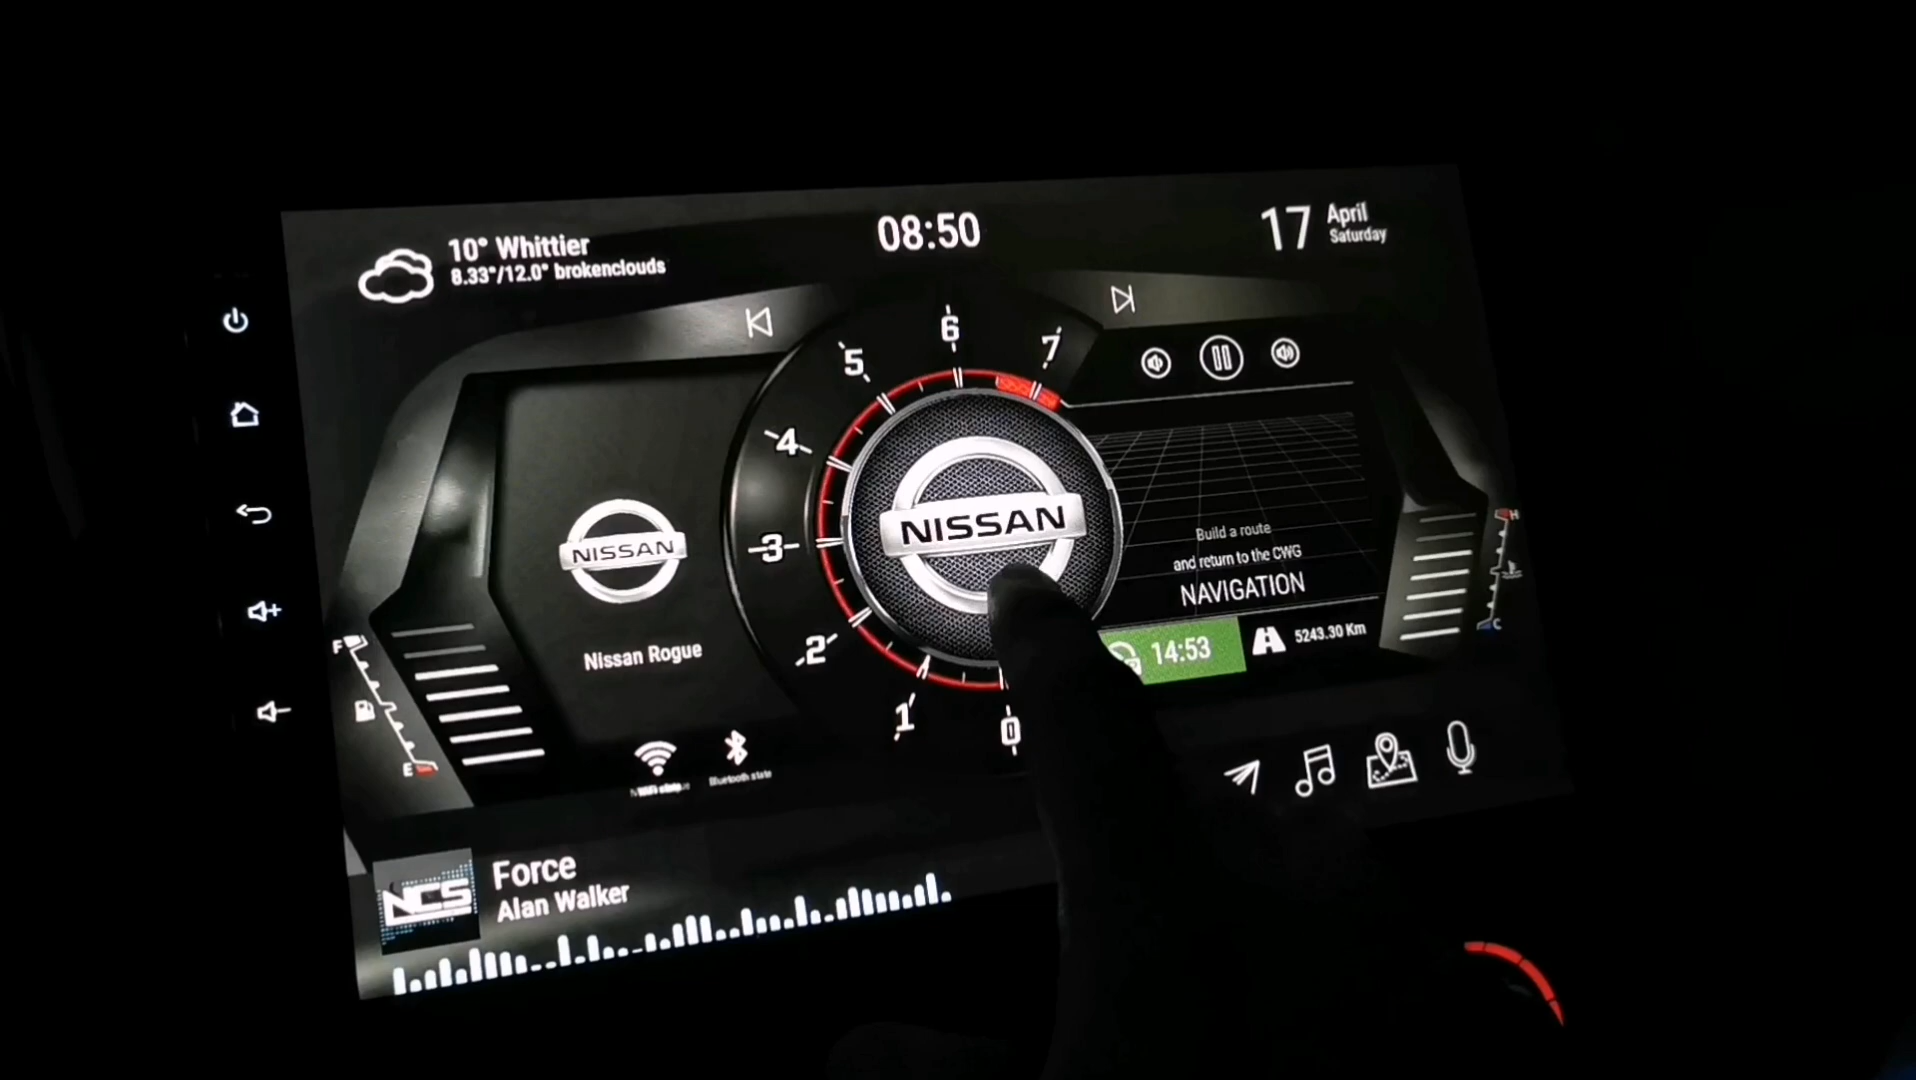 10° Whittier
8.33°/12.0° brokenclouds
08:50
17
April
Saturday
6
7
5
4
3
2
1
0
NISSAN
NISSAN
Nissan Rogue
Build a route
and return to the CWG
NAVIGATION
14:53
5243.30 Km
F
E
H
C
Bluetooth state
NCS
Force
Alan Walker